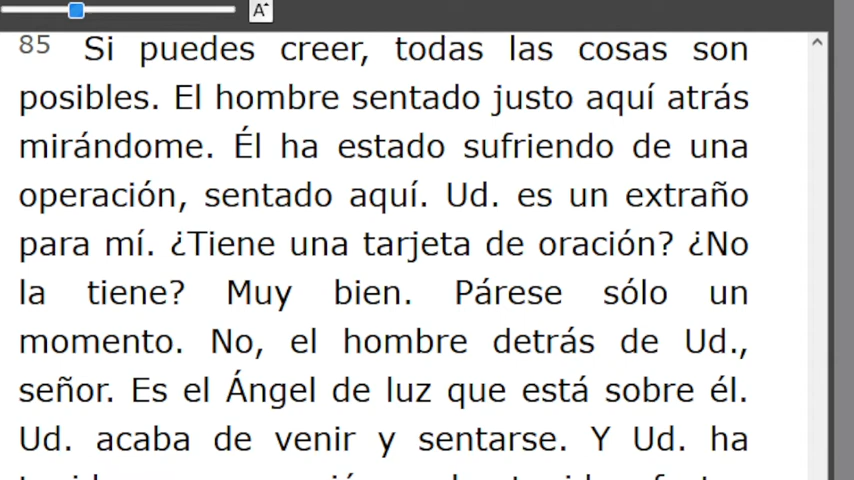 A
85 Si puedes creer, todas las cosas son
posibles. El hombre sentado justo aquí atrás
mirándome. Él ha estado sufriendo de una
operación, sentado aquí. Ud. es un extraño
para mí. ¿Tiene una tarjeta de oración? ¿No
la tiene? Muy bien. Párese sólo un
momento. No, el hombre detrás de Ud.,
señor. Es el Ángel de luz que está sobre él.
Ud. acaba de venir y sentarse. Y Ud. ha